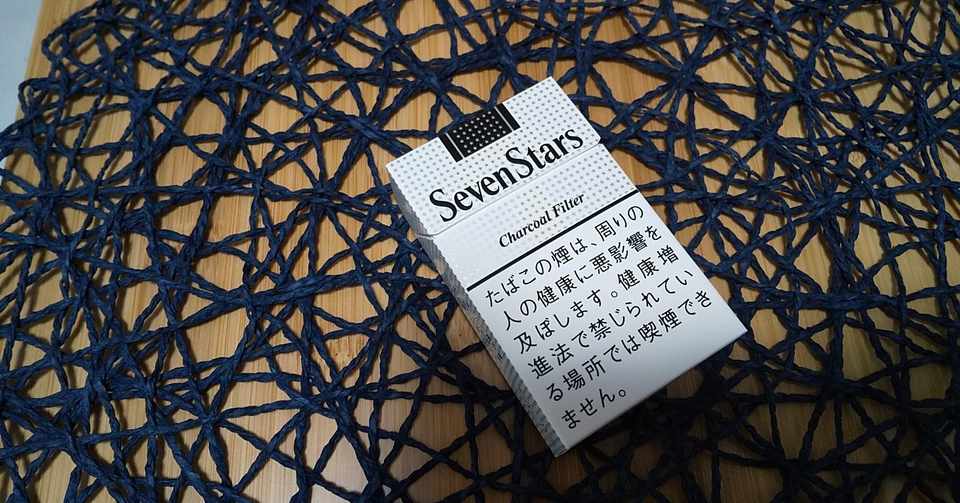 SevenStars
Charcoal Filter
たばこの煙は、周りの
人の健康に悪影響を
及ぼします。健康増
進法で禁じられてい
る場所では喫煙でき
ません。